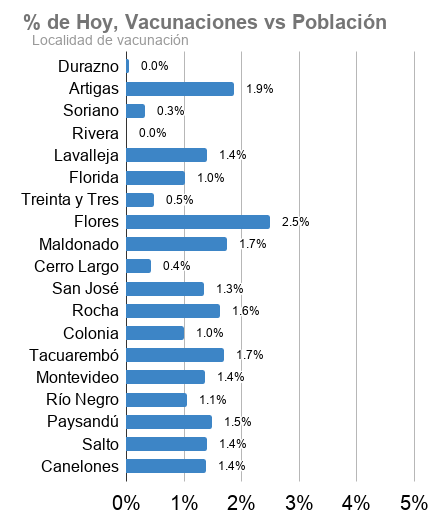 % de Hoy, Vacunaciones vs Población
Localidad de vacunación
Durazno 0.0%
Artigas 1.9%
Soriano 0.3%
Rivera 0.0%
Lavalleja 1.4%
Florida 1.0%
Treinta y Tres 0.5%
Flores 2.5%
Maldonado 1.7%
Cerro Largo 0.4%
San José 1.3%
Rocha 1.6%
Colonia 1.0%
Tacuarembó 1.7%
Montevideo 1.4%
Río Negro 1.1%
Paysandú 1.5%
Salto 1.4%
Canelones 1.4%
0% 1% 2% 3% 4% 5%